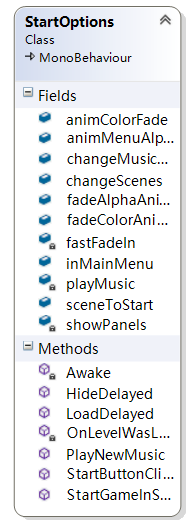 StartOptions
Class
MonoBehaviour
Fields
animColorFade
animMenuAlp...
changeMusic...
changeScenes
fadeAlphaAni...
fadeColorAni...
fastFadeIn
inMainMenu
playMusic
sceneToStart
showPanels
Methods
Awake
HideDelayed
LoadDelayed
OnLevelWasL...
PlayNewMusic
StartButtonCli...
StartGameInS...